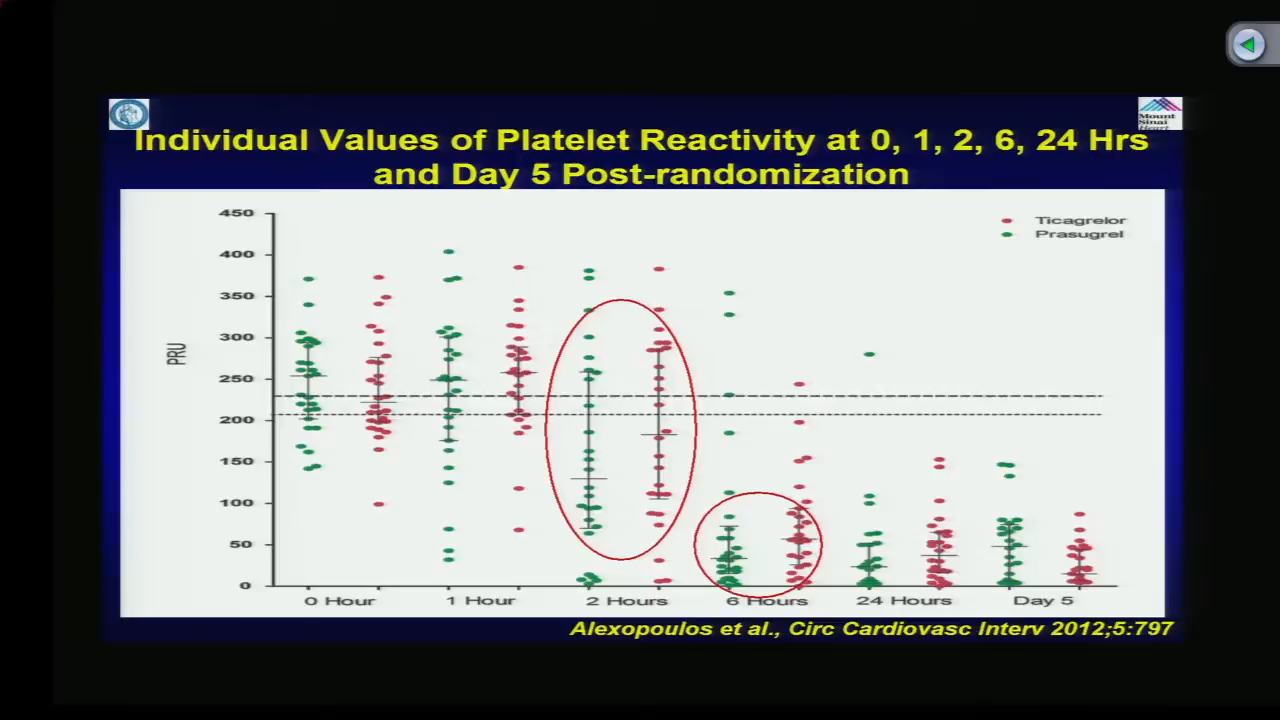 Mount
Sinai
Heart
Individual Values of Platelet Reactivity at 0, 1, 2, 6, 24 Hrs
and Day 5 Post-randomization
450
400
350
300
250
200
150
100
50
0
PRU
Ticagrelor
Prasugrel
0 Hour 1 Hour 2 Hours 6 Hours 24 Hours Day 5
Alexopoulos et al., Circ Cardiovasc Interv 2012;5:797